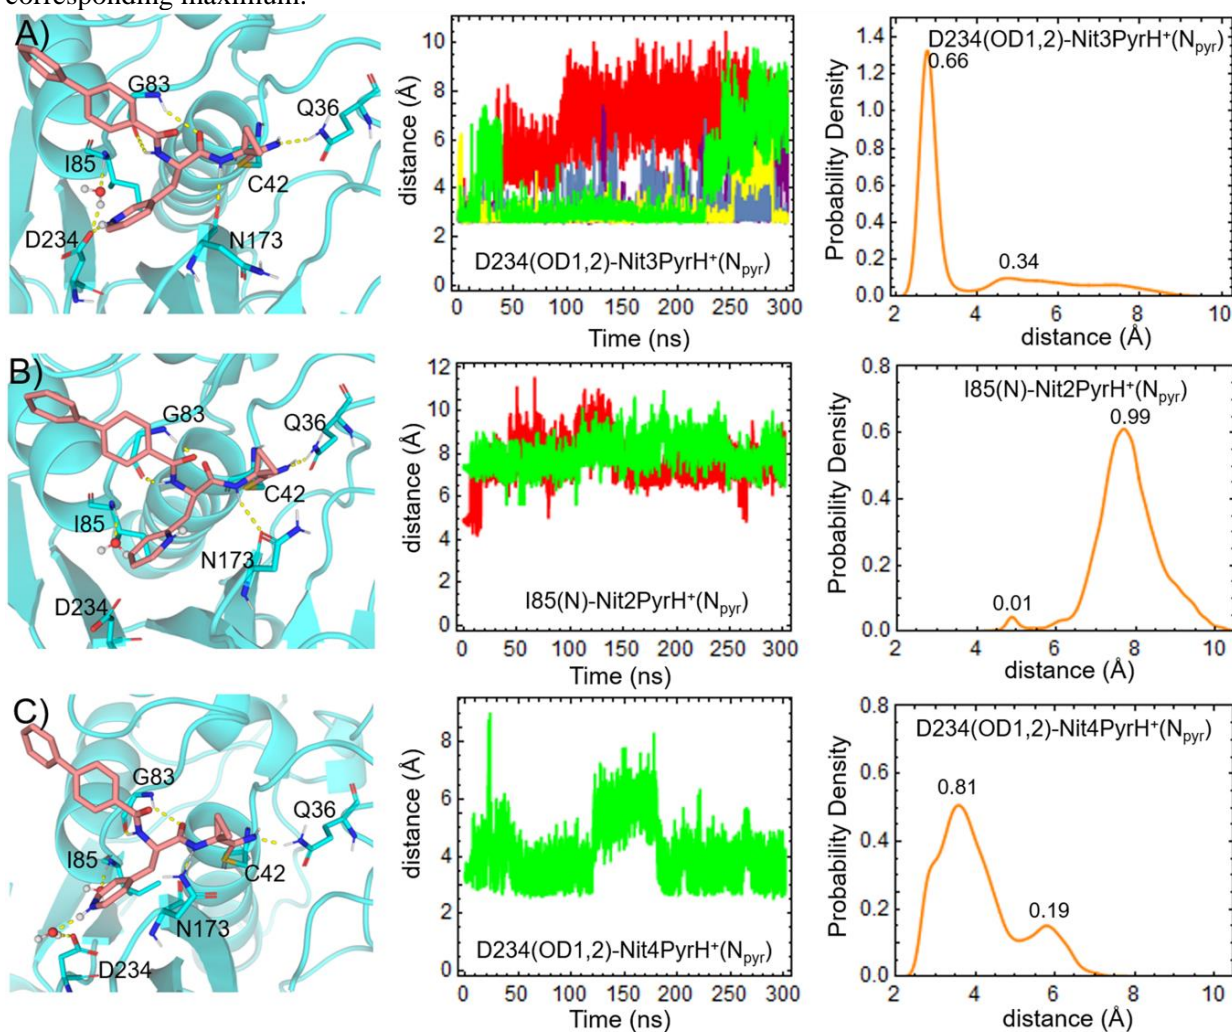 corresponding maximum.
A)
G83
Q36
I85
C42
D234
N173
distance (Å)
10
8
6
4
2
0
D234(OD1,2)-Nit3PyrH⁺(Npyr)
0 50 100 150 200 250 300
Time (ns)
Probability Density
1.4
1.2
1.0
0.8
0.6
0.4
0.2
0.0
D234(OD1,2)-Nit3PyrH⁺(Npyr)
0.66
0.34
2 4 6 8 10
distance (Å)
B)
G83
Q36
I85
C42
N173
D234
distance (Å)
12
10
8
6
4
2
0
I85(N)-Nit2PyrH⁺(Npyr)
0 50 100 150 200 250 300
Time (ns)
Probability Density
0.8
0.6
0.4
0.2
0.0
I85(N)-Nit2PyrH⁺(Npyr)
0.99
0.01
2 4 6 8 10
distance (Å)
C)
G83
Q36
I85
C42
N173
D234
distance (Å)
8
6
4
2
0
D234(OD1,2)-Nit4PyrH⁺(Npyr)
0 50 100 150 200 250 300
Time (ns)
Probability Density
0.8
0.6
0.4
0.2
0.0
D234(OD1,2)-Nit4PyrH⁺(Npyr)
0.81
0.19
2 4 6 8 10
distance (Å)